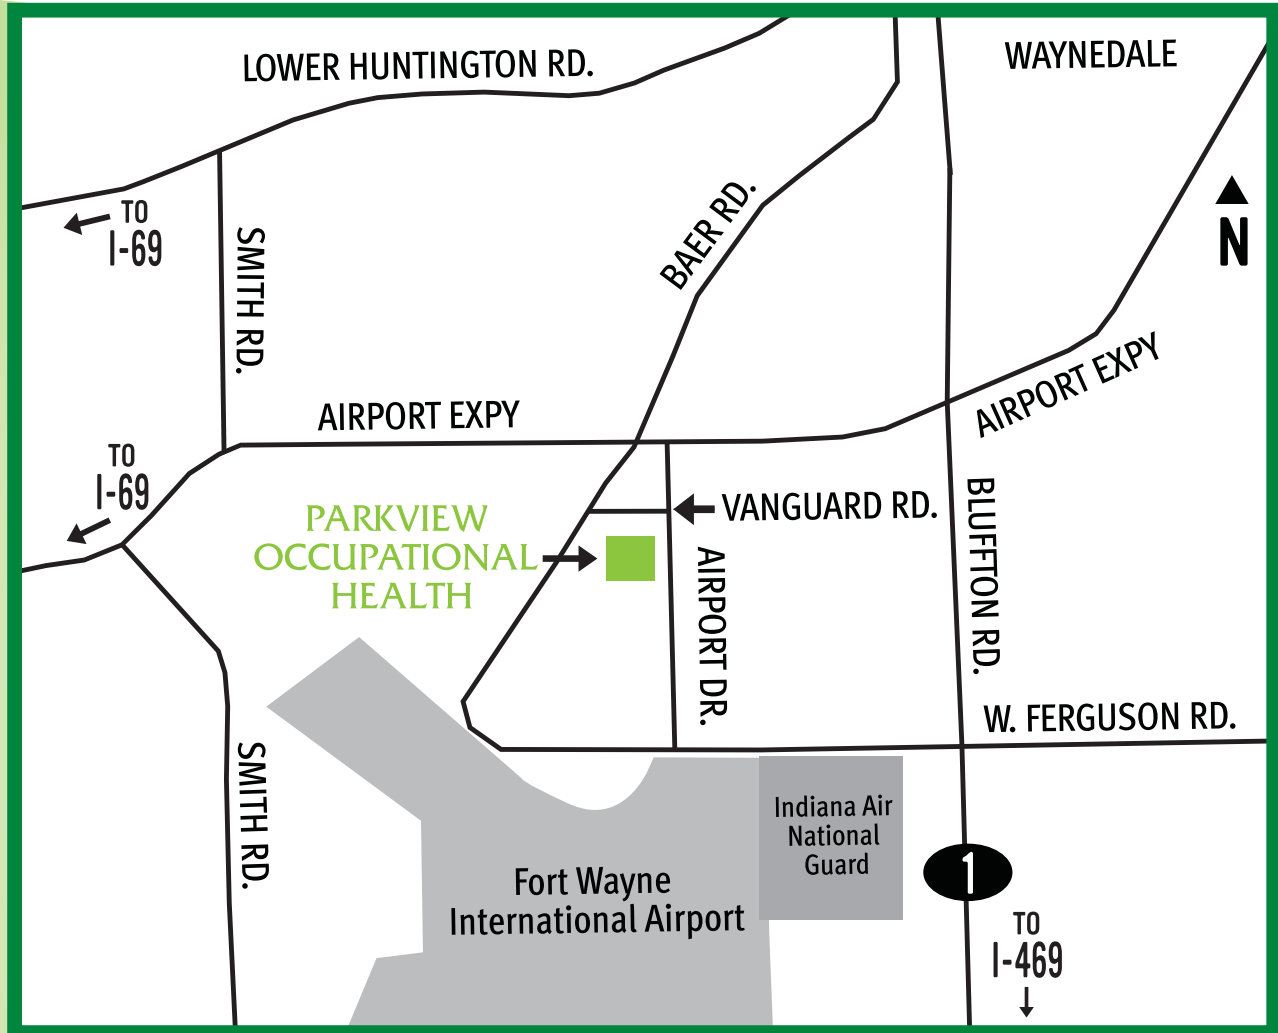 LOWER HUNTINGTON RD.
WAYNEDALE
TO
I-69
SMITH RD.
BAER RD.
N
AIRPORT EXPY
AIRPORT EXPY
TO
I-69
PARKVIEW
OCCUPATIONAL
HEALTH
VANGUARD RD.
AIRPORT DR.
BLUFFTON RD.
W. FERGUSON RD.
SMITH RD.
Indiana Air
National
Guard
Fort Wayne
International Airport
1
TO
I-469